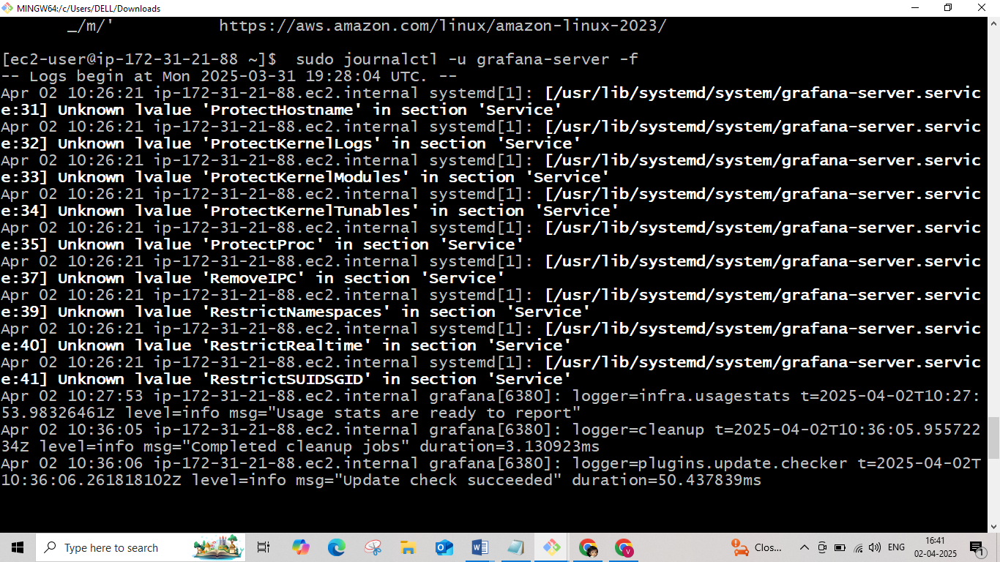 MINGW64:/c/Users/DELL/Downloads
_/m/' https://aws.amazon.com/linux/amazon-linux-2023/
[ec2-user@ip-172-31-21-88 ~]$ sudo journalctl -u grafana-server -f
-- Logs begin at Mon 2025-03-31 19:28:04 UTC. --
Apr 02 10:26:21 ip-172-31-21-88.ec2.internal systemd[1]: [/usr/lib/systemd/system/grafana-server.servic
e:31] Unknown lvalue 'ProtectHostname' in section 'Service'
Apr 02 10:26:21 ip-172-31-21-88.ec2.internal systemd[1]: [/usr/lib/systemd/system/grafana-server.servic
e:32] Unknown lvalue 'ProtectKernelLogs' in section 'Service'
Apr 02 10:26:21 ip-172-31-21-88.ec2.internal systemd[1]: [/usr/lib/systemd/system/grafana-server.servic
e:33] Unknown lvalue 'ProtectKernelModules' in section 'Service'
Apr 02 10:26:21 ip-172-31-21-88.ec2.internal systemd[1]: [/usr/lib/systemd/system/grafana-server.servic
e:34] Unknown lvalue 'ProtectKernelTunables' in section 'Service'
Apr 02 10:26:21 ip-172-31-21-88.ec2.internal systemd[1]: [/usr/lib/systemd/system/grafana-server.servic
e:35] Unknown lvalue 'ProtectProc' in section 'Service'
Apr 02 10:26:21 ip-172-31-21-88.ec2.internal systemd[1]: [/usr/lib/systemd/system/grafana-server.servic
e:37] Unknown lvalue 'RemoveIPC' in section 'Service'
Apr 02 10:26:21 ip-172-31-21-88.ec2.internal systemd[1]: [/usr/lib/systemd/system/grafana-server.servic
e:39] Unknown lvalue 'RestrictNamespaces' in section 'Service'
Apr 02 10:26:21 ip-172-31-21-88.ec2.internal systemd[1]: [/usr/lib/systemd/system/grafana-server.servic
e:40] Unknown lvalue 'RestrictRealtime' in section 'Service'
Apr 02 10:26:21 ip-172-31-21-88.ec2.internal systemd[1]: [/usr/lib/systemd/system/grafana-server.servic
e:41] Unknown lvalue 'RestrictSUIDSGID' in section 'Service'
Apr 02 10:27:53 ip-172-31-21-88.ec2.internal grafana[6380]: logger=infra.usagestats t=2025-04-02T10:27:
53.98326461Z level=info msg="Usage stats are ready to report"
Apr 02 10:36:05 ip-172-31-21-88.ec2.internal grafana[6380]: logger=cleanup t=2025-04-02T10:36:05.955722
34Z level=info msg="Completed cleanup jobs" duration=3.130923ms
Apr 02 10:36:06 ip-172-31-21-88.ec2.internal grafana[6380]: logger=plugins.update.checker t=2025-04-02T
10:36:06.261818102Z level=info msg="Update check succeeded" duration=50.437839ms
Type here to search
Clos...
ENG
16:41
02-04-2025
1